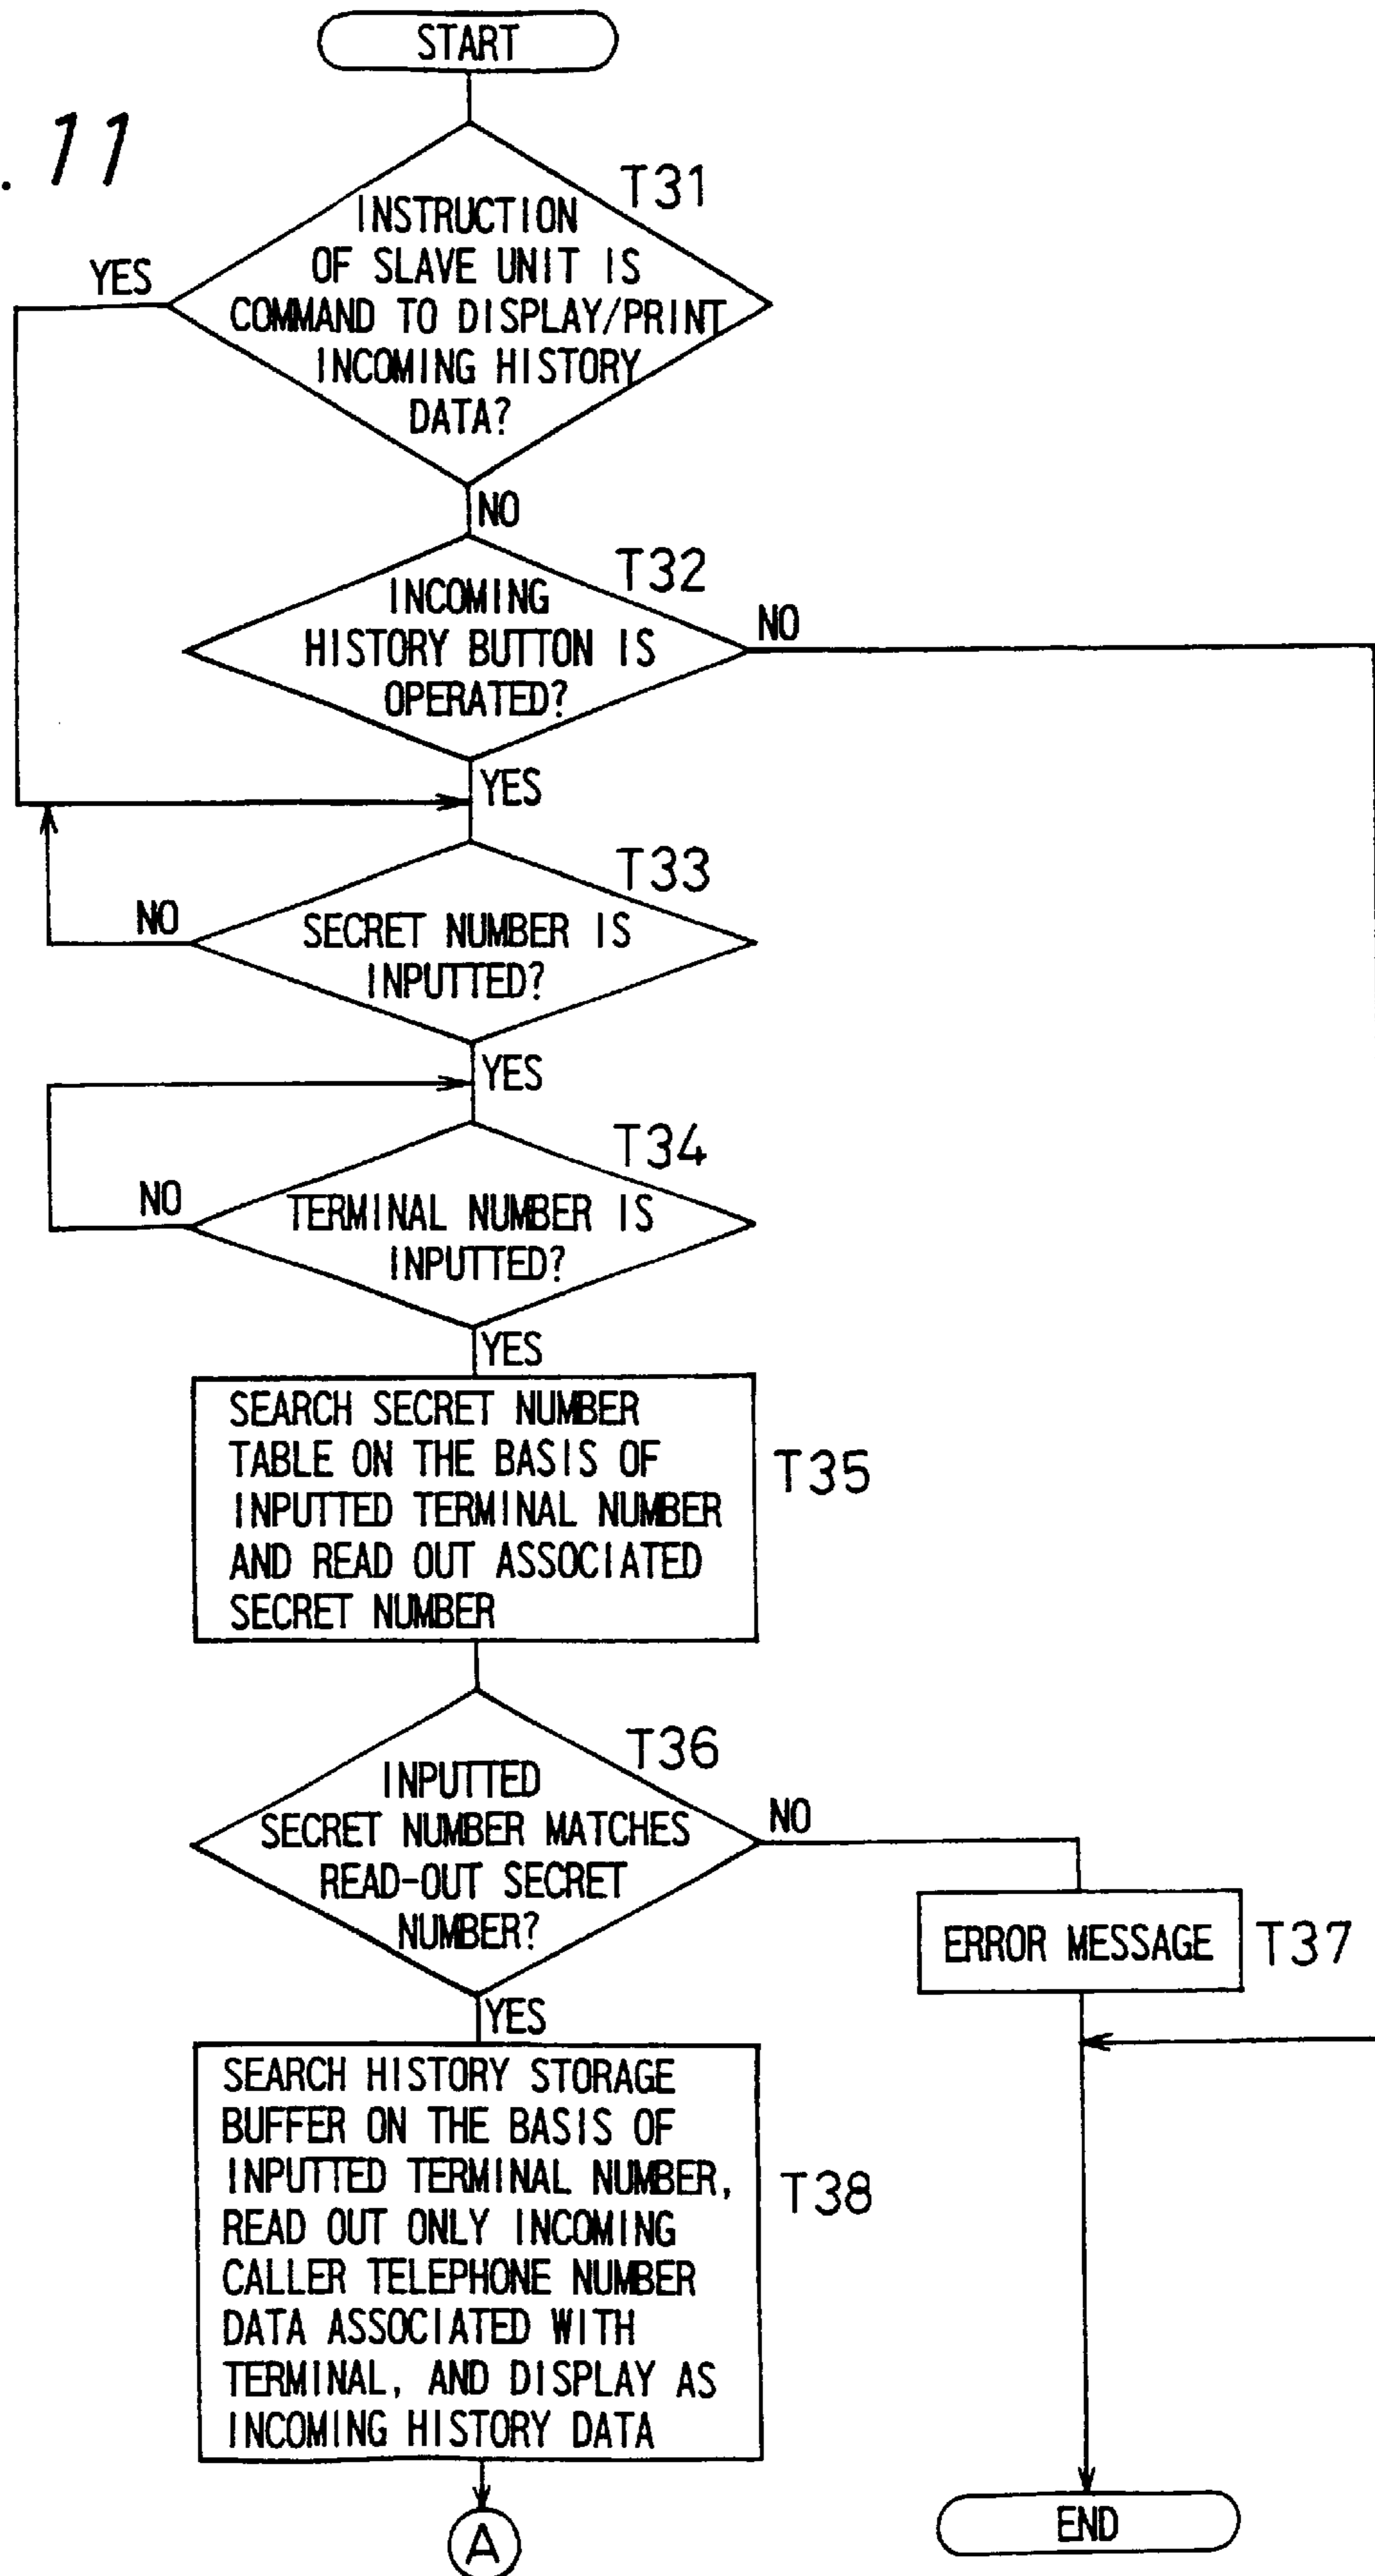 START
. 11
T31
INSTRUCTION
OF SLAVE UNIT IS
COMMAND TO DISPLAY/PRINT
INCOMING HISTORY
DATA?
YES
NO
T32
INCOMING
HISTORY BUTTON IS
OPERATED?
NO
YES
T33
SECRET NUMBER IS
INPUTTED?
NO
YES
T34
TERMINAL NUMBER IS
INPUTTED?
NO
YES
SEARCH SECRET NUMBER
TABLE ON THE BASIS OF
INPUTTED TERMINAL NUMBER
AND READ OUT ASSOCIATED
SECRET NUMBER
T35
T36
INPUTTED
SECRET NUMBER MATCHES
READ-OUT SECRET
NUMBER?
NO
ERROR MESSAGE
T37
YES
SEARCH HISTORY STORAGE
BUFFER ON THE BASIS OF
INPUTTED TERMINAL NUMBER,
READ OUT ONLY INCOMING
CALLER TELEPHONE NUMBER
DATA ASSOCIATED WITH
TERMINAL, AND DISPLAY AS
INCOMING HISTORY DATA
T38
A
END